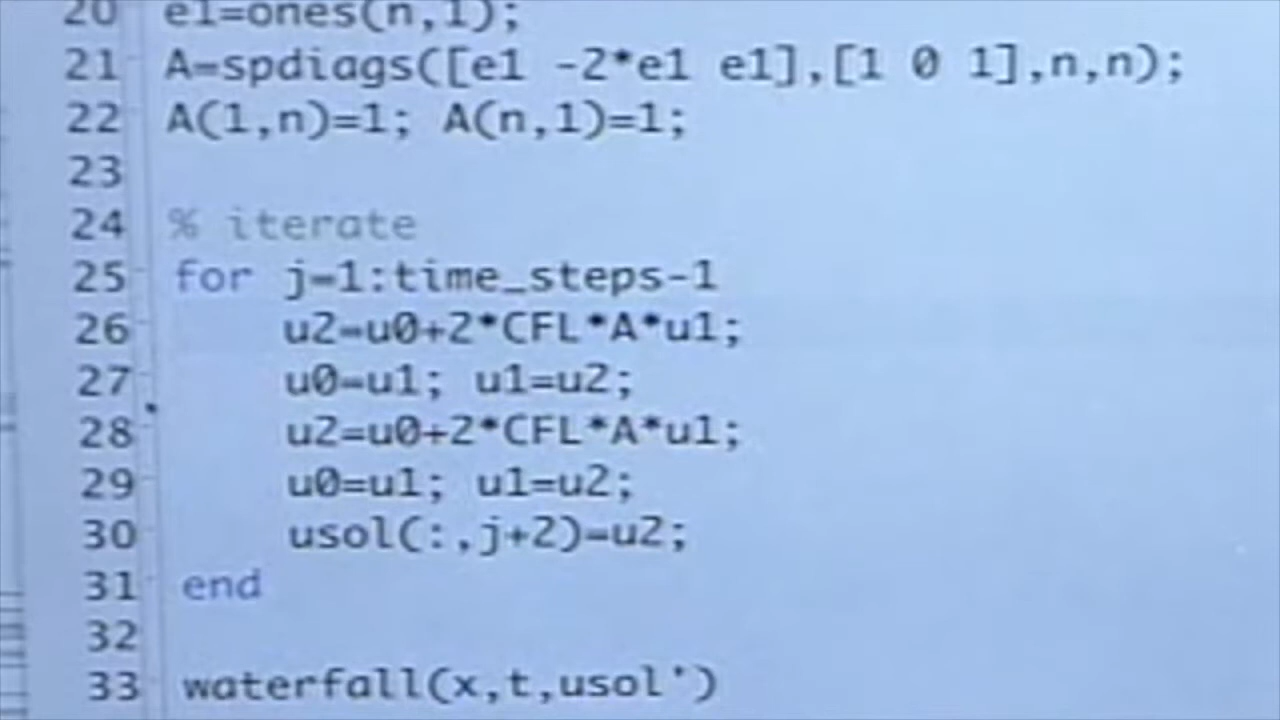 20 e1=ones(n,1);
21 A=spdiags([e1 -2*e1 e1],[1 0 1],n,n);
22 A(1,n)=1; A(n,1)=1;
23
24 % iterate
25 for j=1:time_steps-1
26 u2=u0+2*CFL*A*u1;
27 u0=u1; u1=u2;
28 u2=u0+2*CFL*A*u1;
29 u0=u1; u1=u2;
30 usol(:,j+2)=u2;
31 end
32
33 waterfall(x,t,usol')